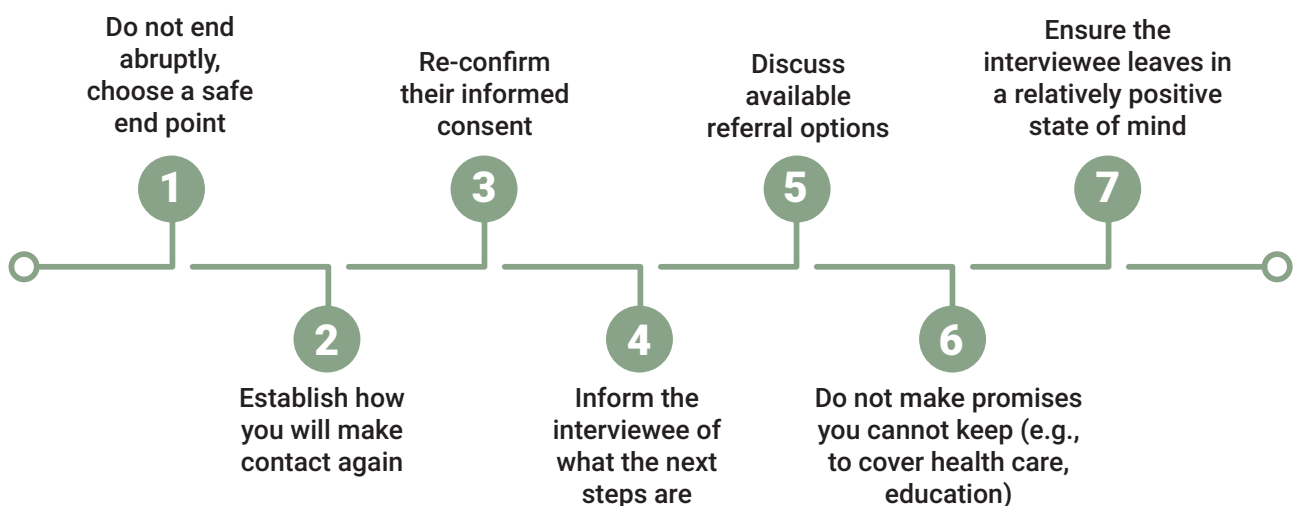 Do not end
abruptly,
choose a safe
end point
1
2
Establish how
you will make
contact again
Re-confirm
their informed
consent
3
4
Inform the
interviewee of
what the next
steps are
Discuss
available
referral options
5
6
Do not make promises
you cannot keep (e.g.,
to cover health care,
education)
Ensure the
interviewee leaves in
a relatively positive
state of mind
7